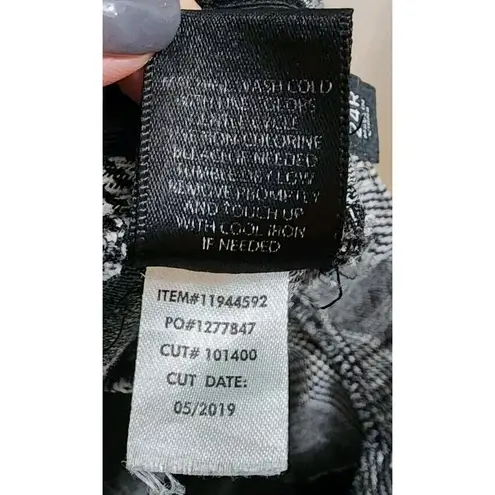 MACHINE WASH COLD
WITH LIKE COLORS
GENTLE CYCLE
NON CHLORINE
BLEACH IF NEEDED
TUMBLE DRY LOW
REMOVE PROMPTLY
AND TOUCH UP
WITH COOL IRON
IF NEEDED
ITEM#11944592
PO#1277847
CUT# 101400
CUT DATE:
05/2019